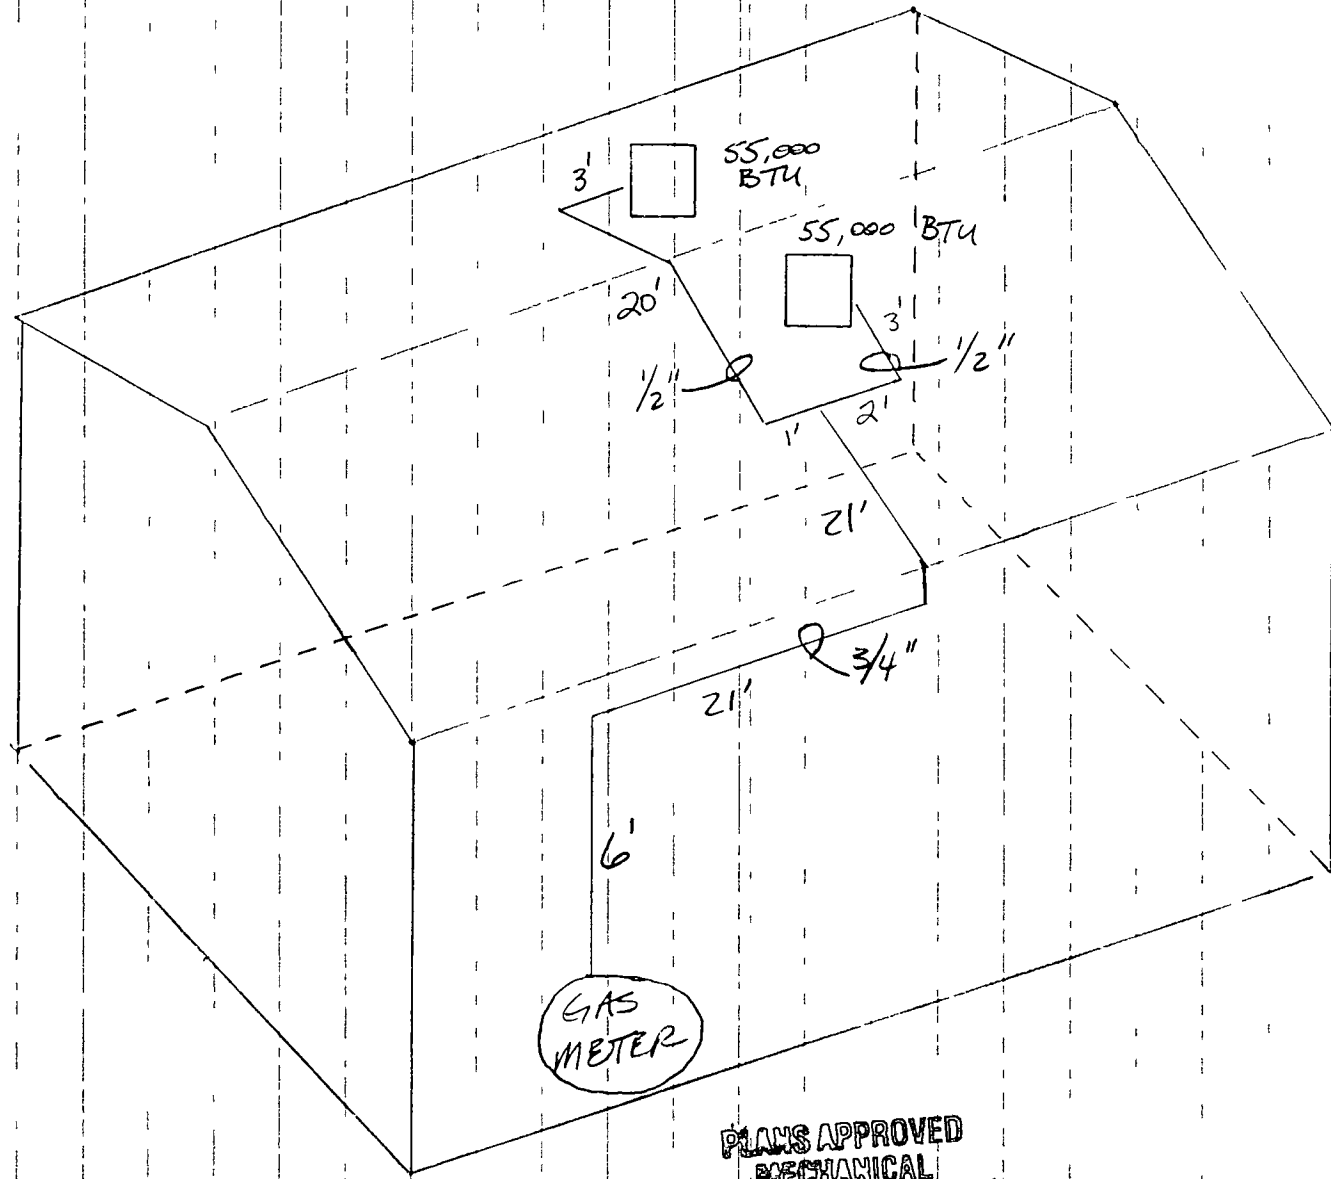 3'
55,000
BTU
55,000 BTU
20'
3'
1/2"
1/2"
1'
2'
21'
3/4"
21'
6'
GAS
METER
PLANS APPROVED
MECHANICAL